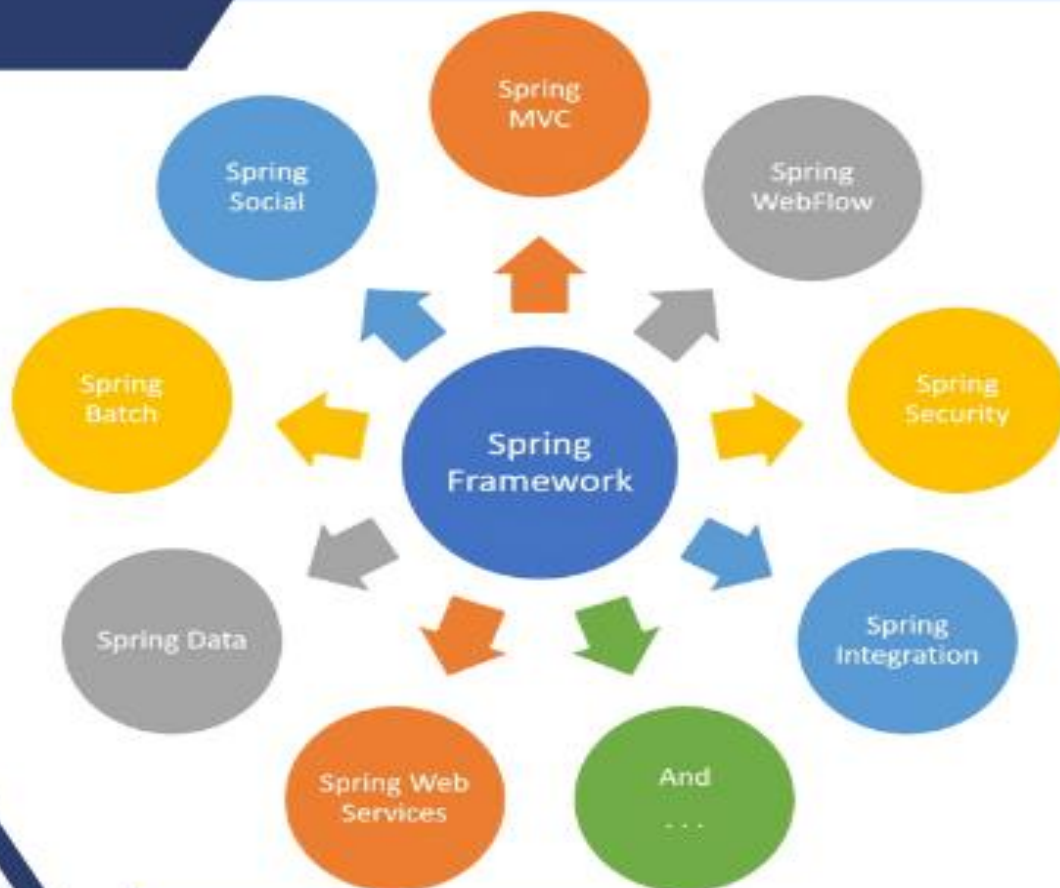 Spring
MVC
Spring
WebFlow
Spring
Security
Spring
Integration
And
...
Spring Web
Services
Spring Data
Spring
Batch
Spring
Social
Spring
Framework